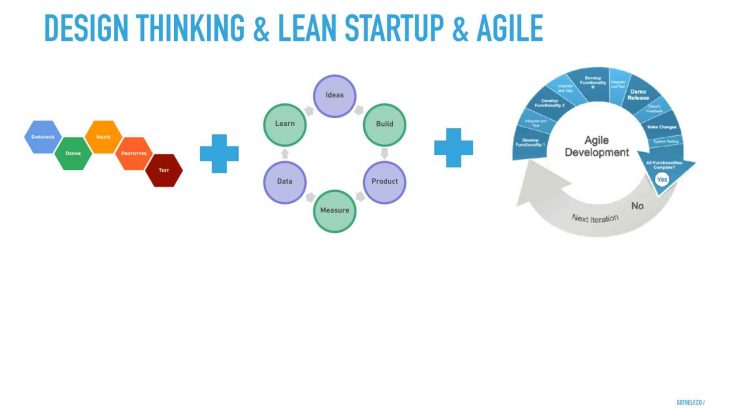 DESIGN THINKING & LEAN STARTUP & AGILE
EMPATHIZE
DEFINE
IDEATE
PROTOTYPE
TEST
Ideas
Build
Product
Measure
Data
Learn
Agile
Development
Develop
Functionality 1
Integrate
and Test
Develop
Functionality 2
Integrate
and Test
Develop
Functionality
N
Integrate
and Test
Demo
Release
Client's
Feedback
Make Changes
System Testing
All Functionalities
Complete?
Yes
No
Next Iteration
GOTHELF.CO /